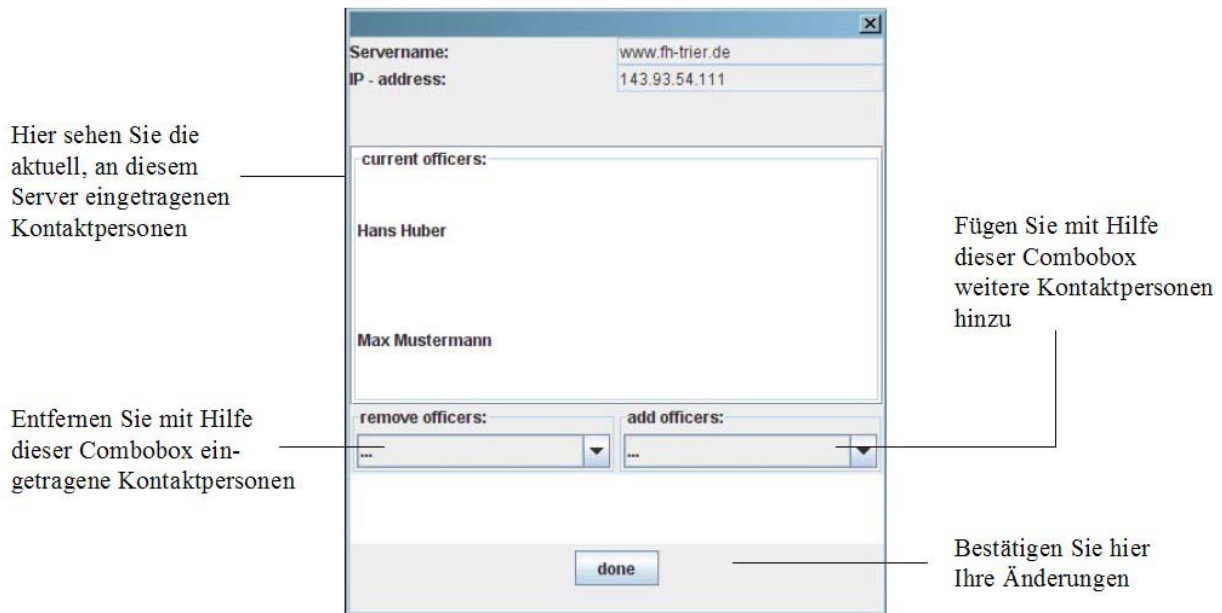 Servername: www.fh-trier.de
IP - address: 143.93.54.111
Hier sehen Sie die
aktuell, an diesem
Server eingetragenen
Kontaktpersonen
current officers:
Hans Huber
Max Mustermann
Fügen Sie mit Hilfe
dieser Combobox
weitere Kontaktpersonen
hinzu
Entfernen Sie mit Hilfe
dieser Combobox ein-
getragene Kontaktpersonen
remove officers:
...
add officers:
...
done
Bestätigen Sie hier
Ihre Änderungen